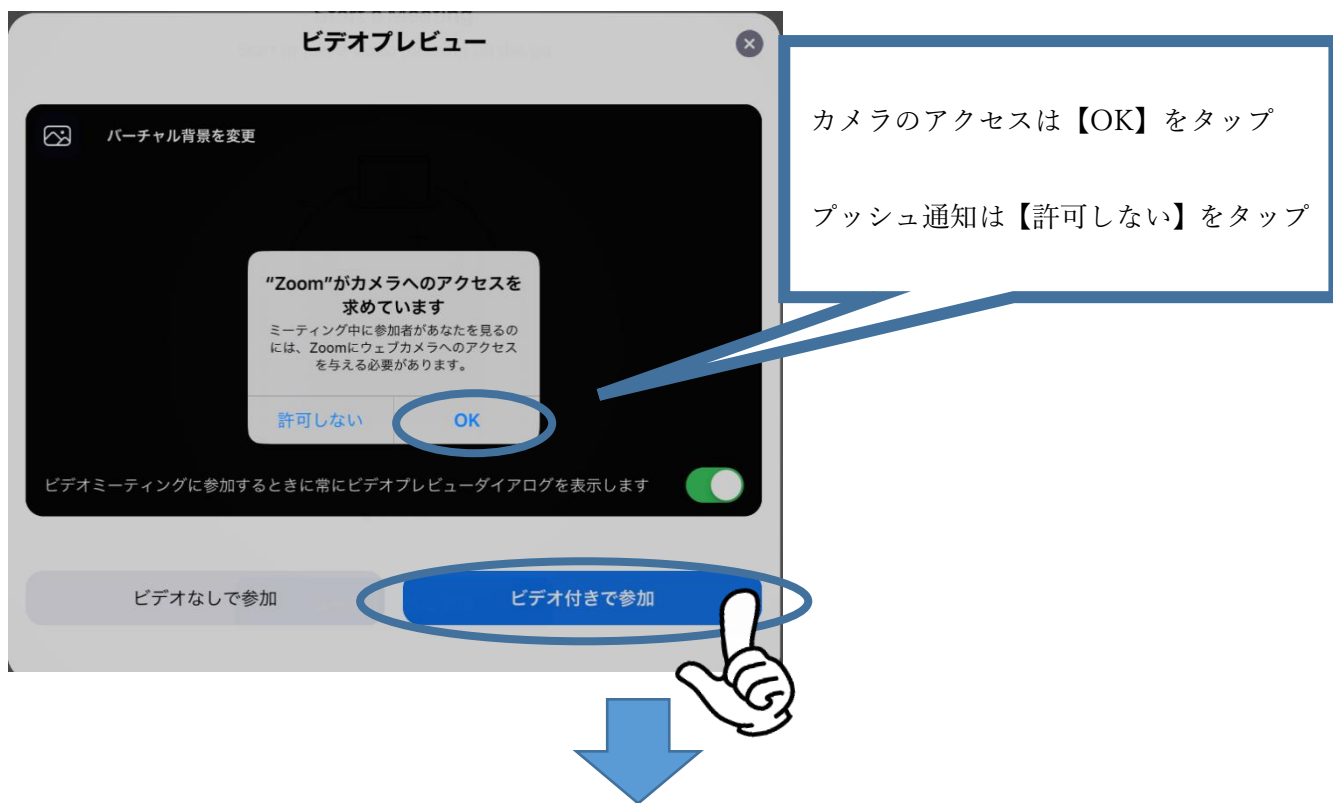 ビデオプレビュー
バーチャル背景を変更
“Zoom”がカメラへのアクセスを
求めています
ミーティング中に参加者があなたを見るの
には、Zoomにウェブカメラへのアクセス
を与える必要があります。
許可しない
OK
ビデオミーティングに参加するときに常にビデオプレビューダイアログを表示します
ビデオなしで参加
ビデオ付きで参加
カメラのアクセスは【OK】をタップ
プッシュ通知は【許可しない】をタップ